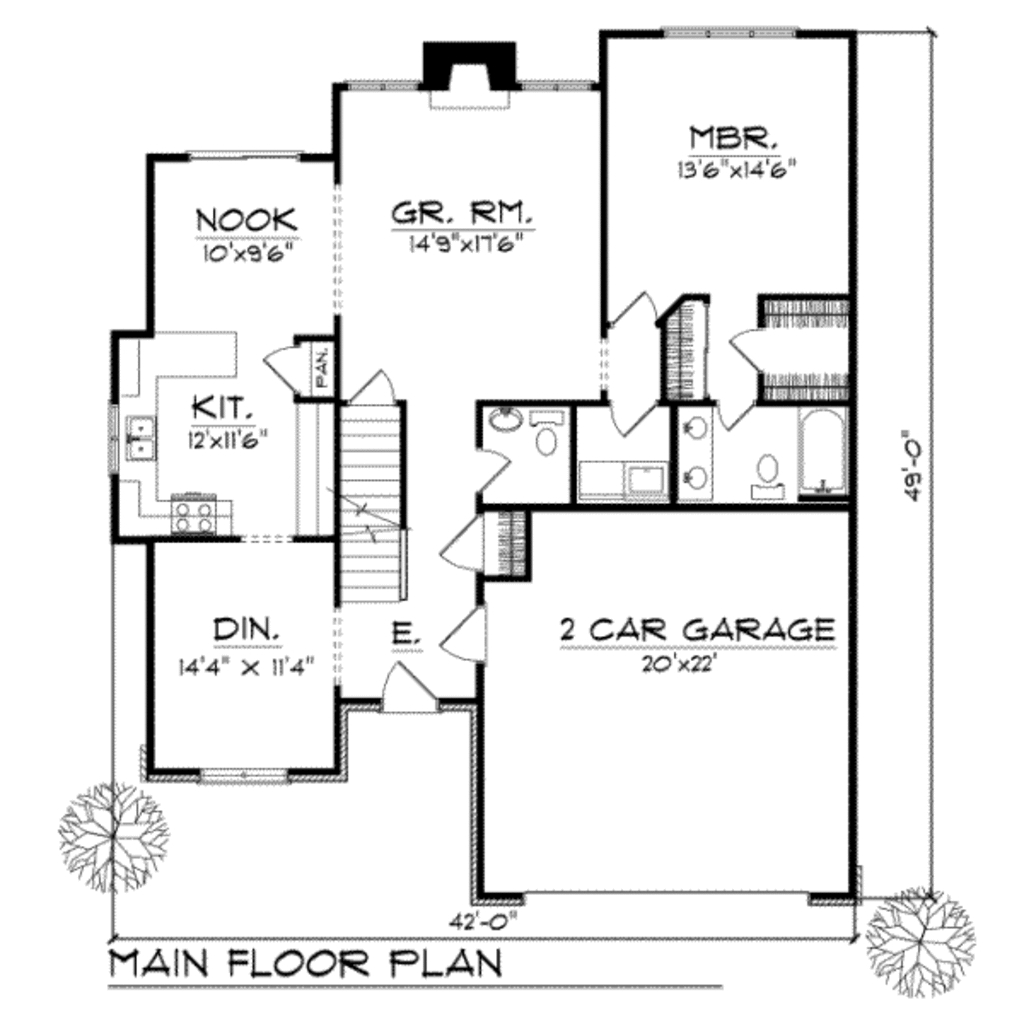 MBR.
13'6"x14'6"
NOOK
10'x9'6"
GR. RM.
14'9"x17'6"
PAN.
KIT.
12'x11'6"
49'-0"
DIN.
14'4" x 11'4"
E.
2 CAR GARAGE
20'x22'
42'-0"
MAIN FLOOR PLAN